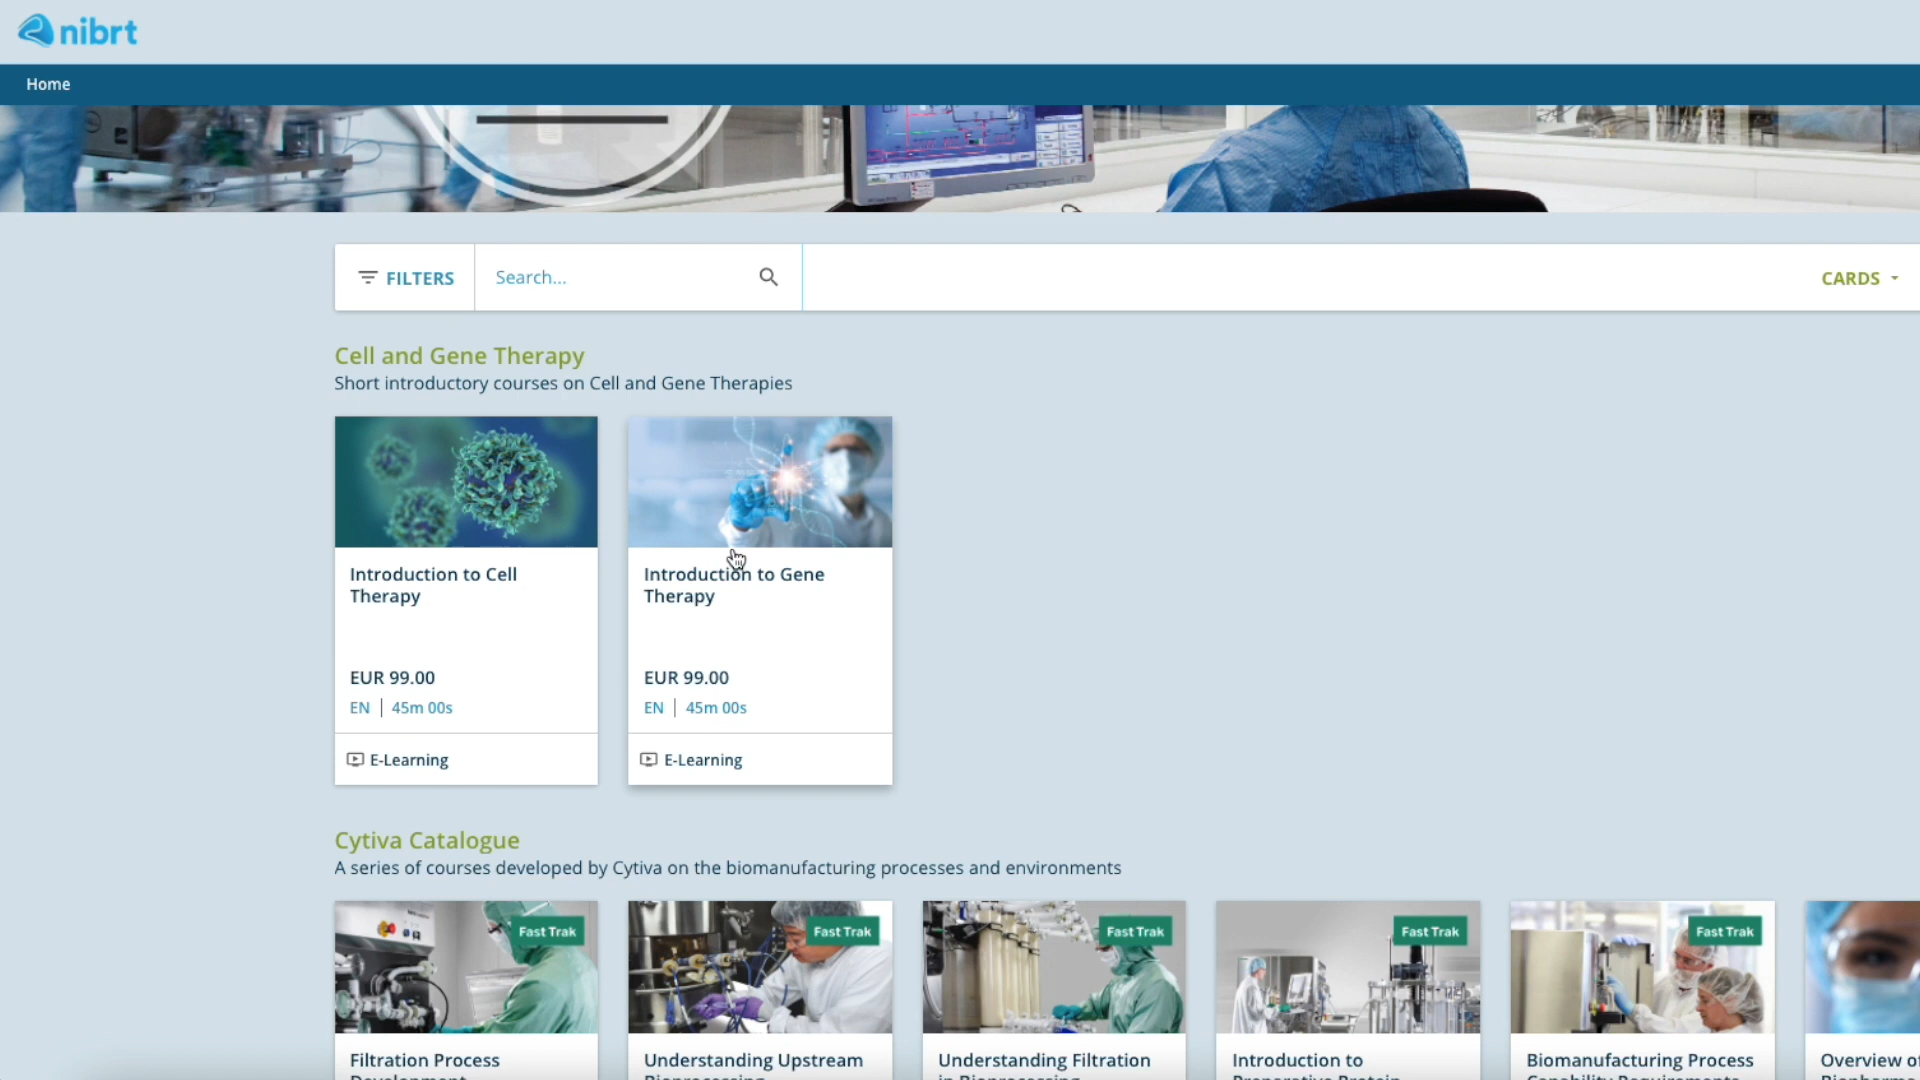 nibrt
Home
FILTERS
Search...
CARDS
Cell and Gene Therapy
Short introductory courses on Cell and Gene Therapies
Introduction to Cell
Therapy
EUR 99.00
EN | 45m 00s
E-Learning
Introduction to Gene
Therapy
EUR 99.00
EN | 45m 00s
E-Learning
Cytiva Catalogue
A series of courses developed by Cytiva on the biomanufacturing processes and environments
Fast Trak
Fast Trak
Fast Trak
Fast Trak
Fast Trak
Filtration Process
Understanding Upstream
Understanding Filtration
Introduction to
Biomanufacturing Process
Overview